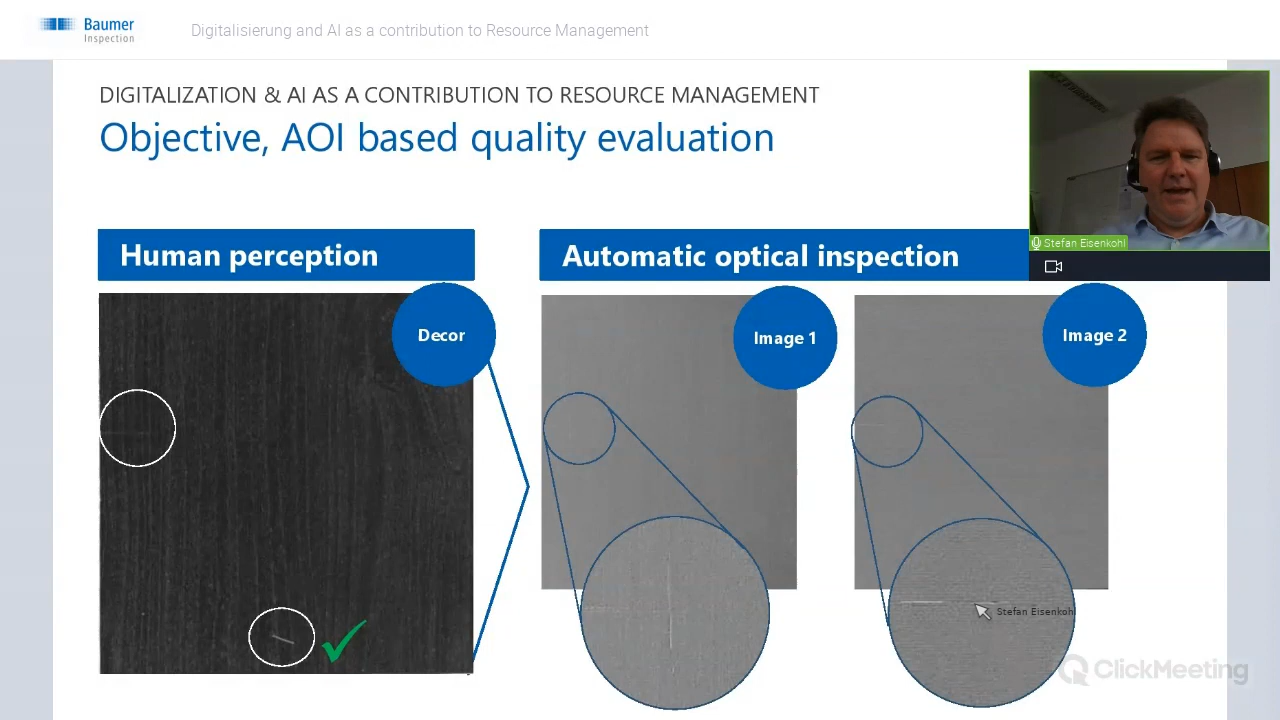 Baumer
Inspection
Digitalisierung and AI as a contribution to Resource Management
DIGITALIZATION & AI AS A CONTRIBUTION TO RESOURCE MANAGEMENT
Objective, AOI based quality evaluation
Stefan Eisenkohl
Human perception
Automatic optical inspection
Decor
Image 1
Image 2
Stefan Eisenkohl
ClickMeeting